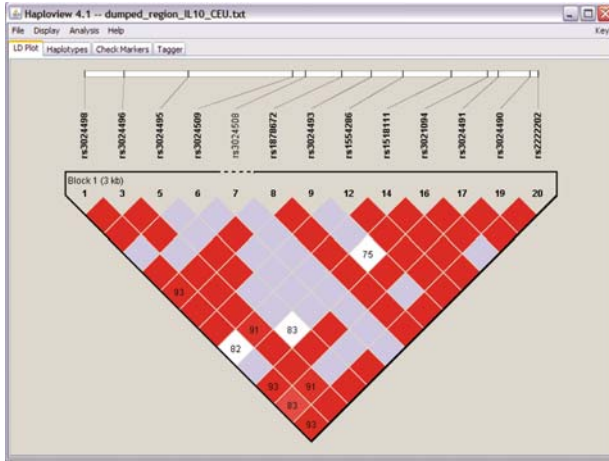 Haploview 4.1 -- dumped_region_IL10_CEU.txt
File Display Analysis Help Key
LD Plot Haplotypes Check Markers Tagger
rs3024498 rs3024496 rs3024495 rs3024509 rs3024508 rs1878672 rs3024493 rs1554286 rs1518111 rs3021094 rs3024491 rs3024490 rs2222202
Block 1 (3 kb)
1 3 5 6 7 8 9 12 14 16 17 19 20
75
93
91 83
82
93 91
93
93